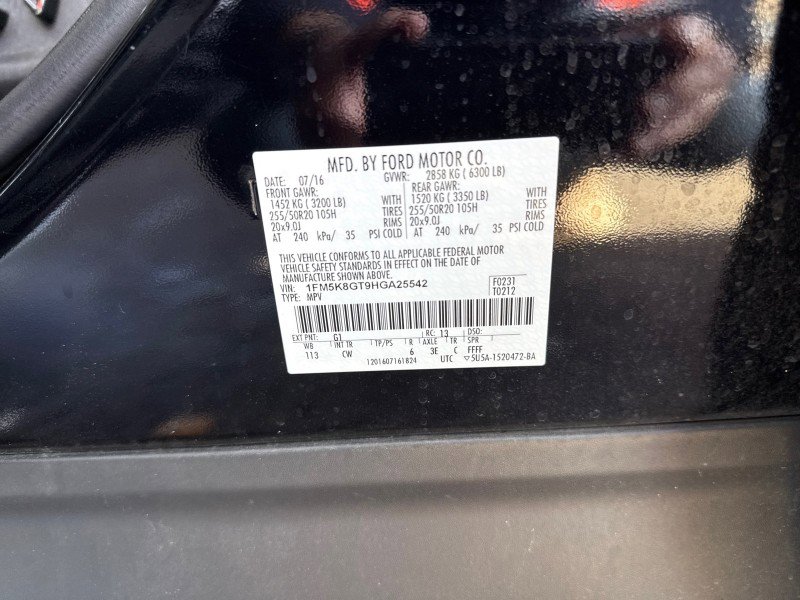 MFD. BY FORD MOTOR CO.
DATE: 07/16 GVWR: 2858 KG ( 6300 LB)
FRONT GAWR: REAR GAWR:
1452 KG ( 3200 LB) WITH 1520 KG ( 3350 LB) WITH
255/50R20 105H TIRES 255/50R20 105H TIRES
20x9.0J RIMS 20x9.0J RIMS
AT 240 kPa/ 35 PSI COLD AT 240 kPa/ 35 PSI COLD
THIS VEHICLE CONFORMS TO ALL APPLICABLE FEDERAL MOTOR
VEHICLE SAFETY STANDARDS IN EFFECT ON THE DATE OF
MANUFACTURE SHOWN ABOVE.
VIN: 1FM5K8GT9HGA25542 F0231
TYPE: MPV T0212
EXT PNT: G1 RC: 13 DSO:
WB INT TR TP/PS R AXLE TR SPR
113 CW 6 3E C FFFF
1201607161824 UTC ▽5U5A-1520472-BA